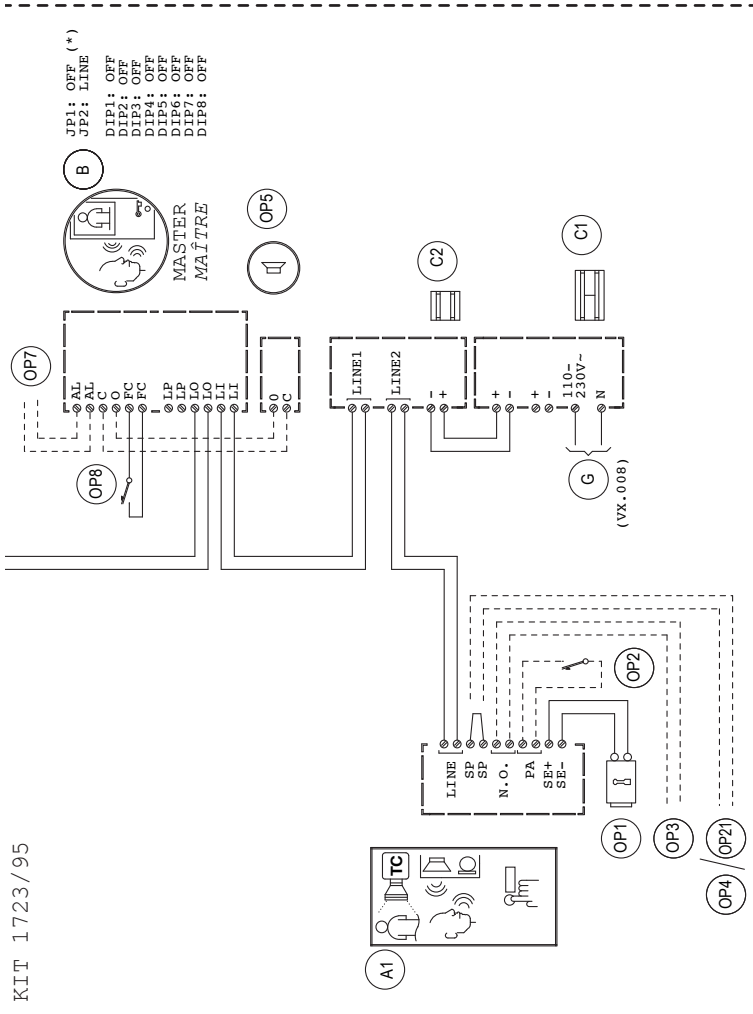 KIT 1723/95
JP1: OFF (*)
JP2: LINE
DIP1: OFF
DIP2: OFF
DIP3: OFF
DIP4: OFF
DIP5: OFF
DIP6: OFF
DIP7: OFF
DIP8: OFF
B
MASTER
MAÎTRE
OP5
OP7
AL
AL
C
O
FC
FC
LP
LP
LO
LO
LI
LI
OP8
O
C
C2
C1
LINE1
LINE2
-
+
+
-
+
-
110-
230V~
N
G
(VX.008)
LINE
SP
SP
N.O.
PA
SE+
SE-
OP2
TC
A1
OP1
OP3
OP4 / OP21